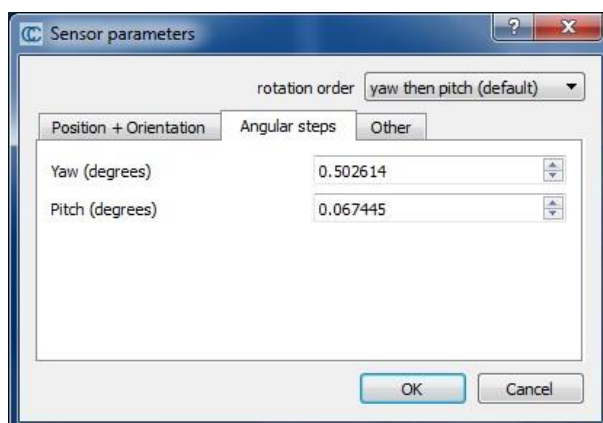 Sensor parameters
rotation order yaw then pitch (default)
Position + Orientation Angular steps Other
Yaw (degrees) 0.502614
Pitch (degrees) 0.067445
OK Cancel